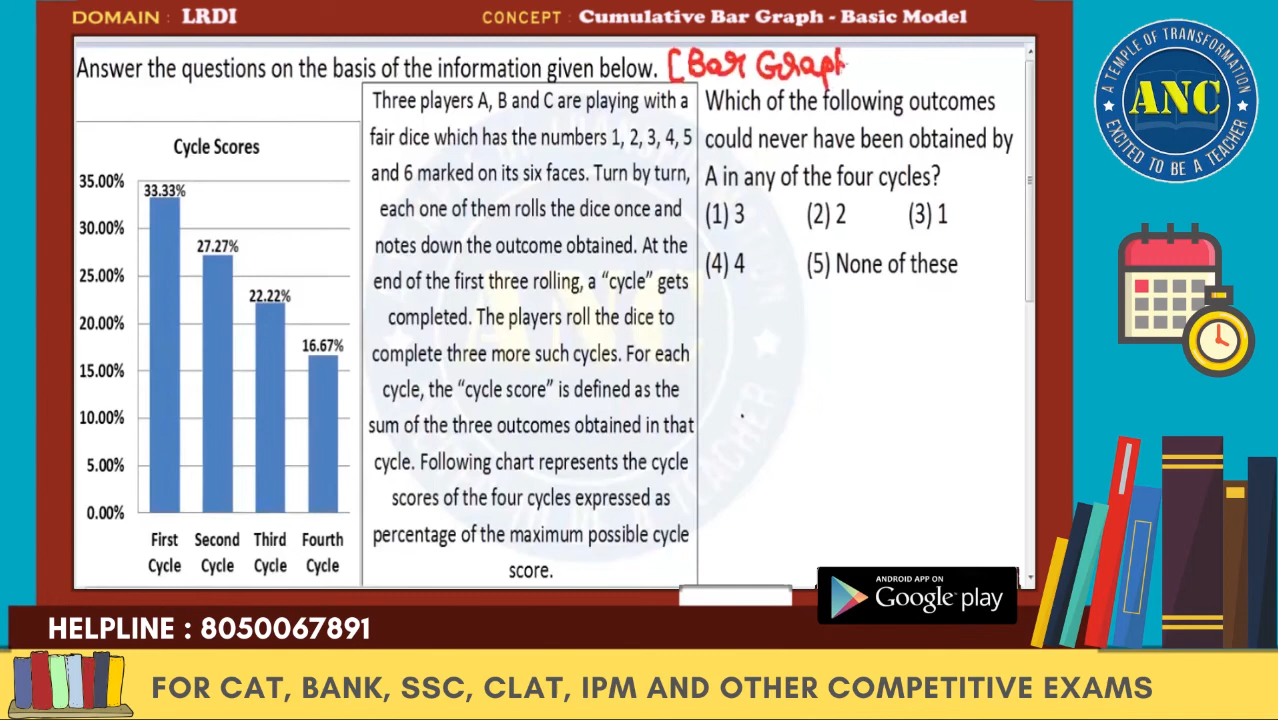 DOMAIN : LRDI
CONCEPT : Cumulative Bar Graph - Basic Model
Answer the questions on the basis of the information given below. [Bar Graph
Cycle Scores
35.00%
30.00%
25.00%
20.00%
15.00%
10.00%
5.00%
0.00%
33.33%
27.27%
22.22%
16.67%
First Cycle
Second Cycle
Third Cycle
Fourth Cycle
Three players A, B and C are playing with a
fair dice which has the numbers 1, 2, 3, 4, 5
and 6 marked on its six faces. Turn by turn,
each one of them rolls the dice once and
notes down the outcome obtained. At the
end of the first three rolling, a “cycle” gets
completed. The players roll the dice to
complete three more such cycles. For each
cycle, the “cycle score” is defined as the
sum of the three outcomes obtained in that
cycle. Following chart represents the cycle
scores of the four cycles expressed as
percentage of the maximum possible cycle
score.
Which of the following outcomes
could never have been obtained by
A in any of the four cycles?
(1) 3 (2) 2 (3) 1
(4) 4 (5) None of these
A TEMPLE OF TRANSFORMATION
ANC
EXCITED TO BE A TEACHER
ANDROID APP ON
Google play
HELPLINE : 8050067891
FOR CAT, BANK, SSC, CLAT, IPM AND OTHER COMPETITIVE EXAMS